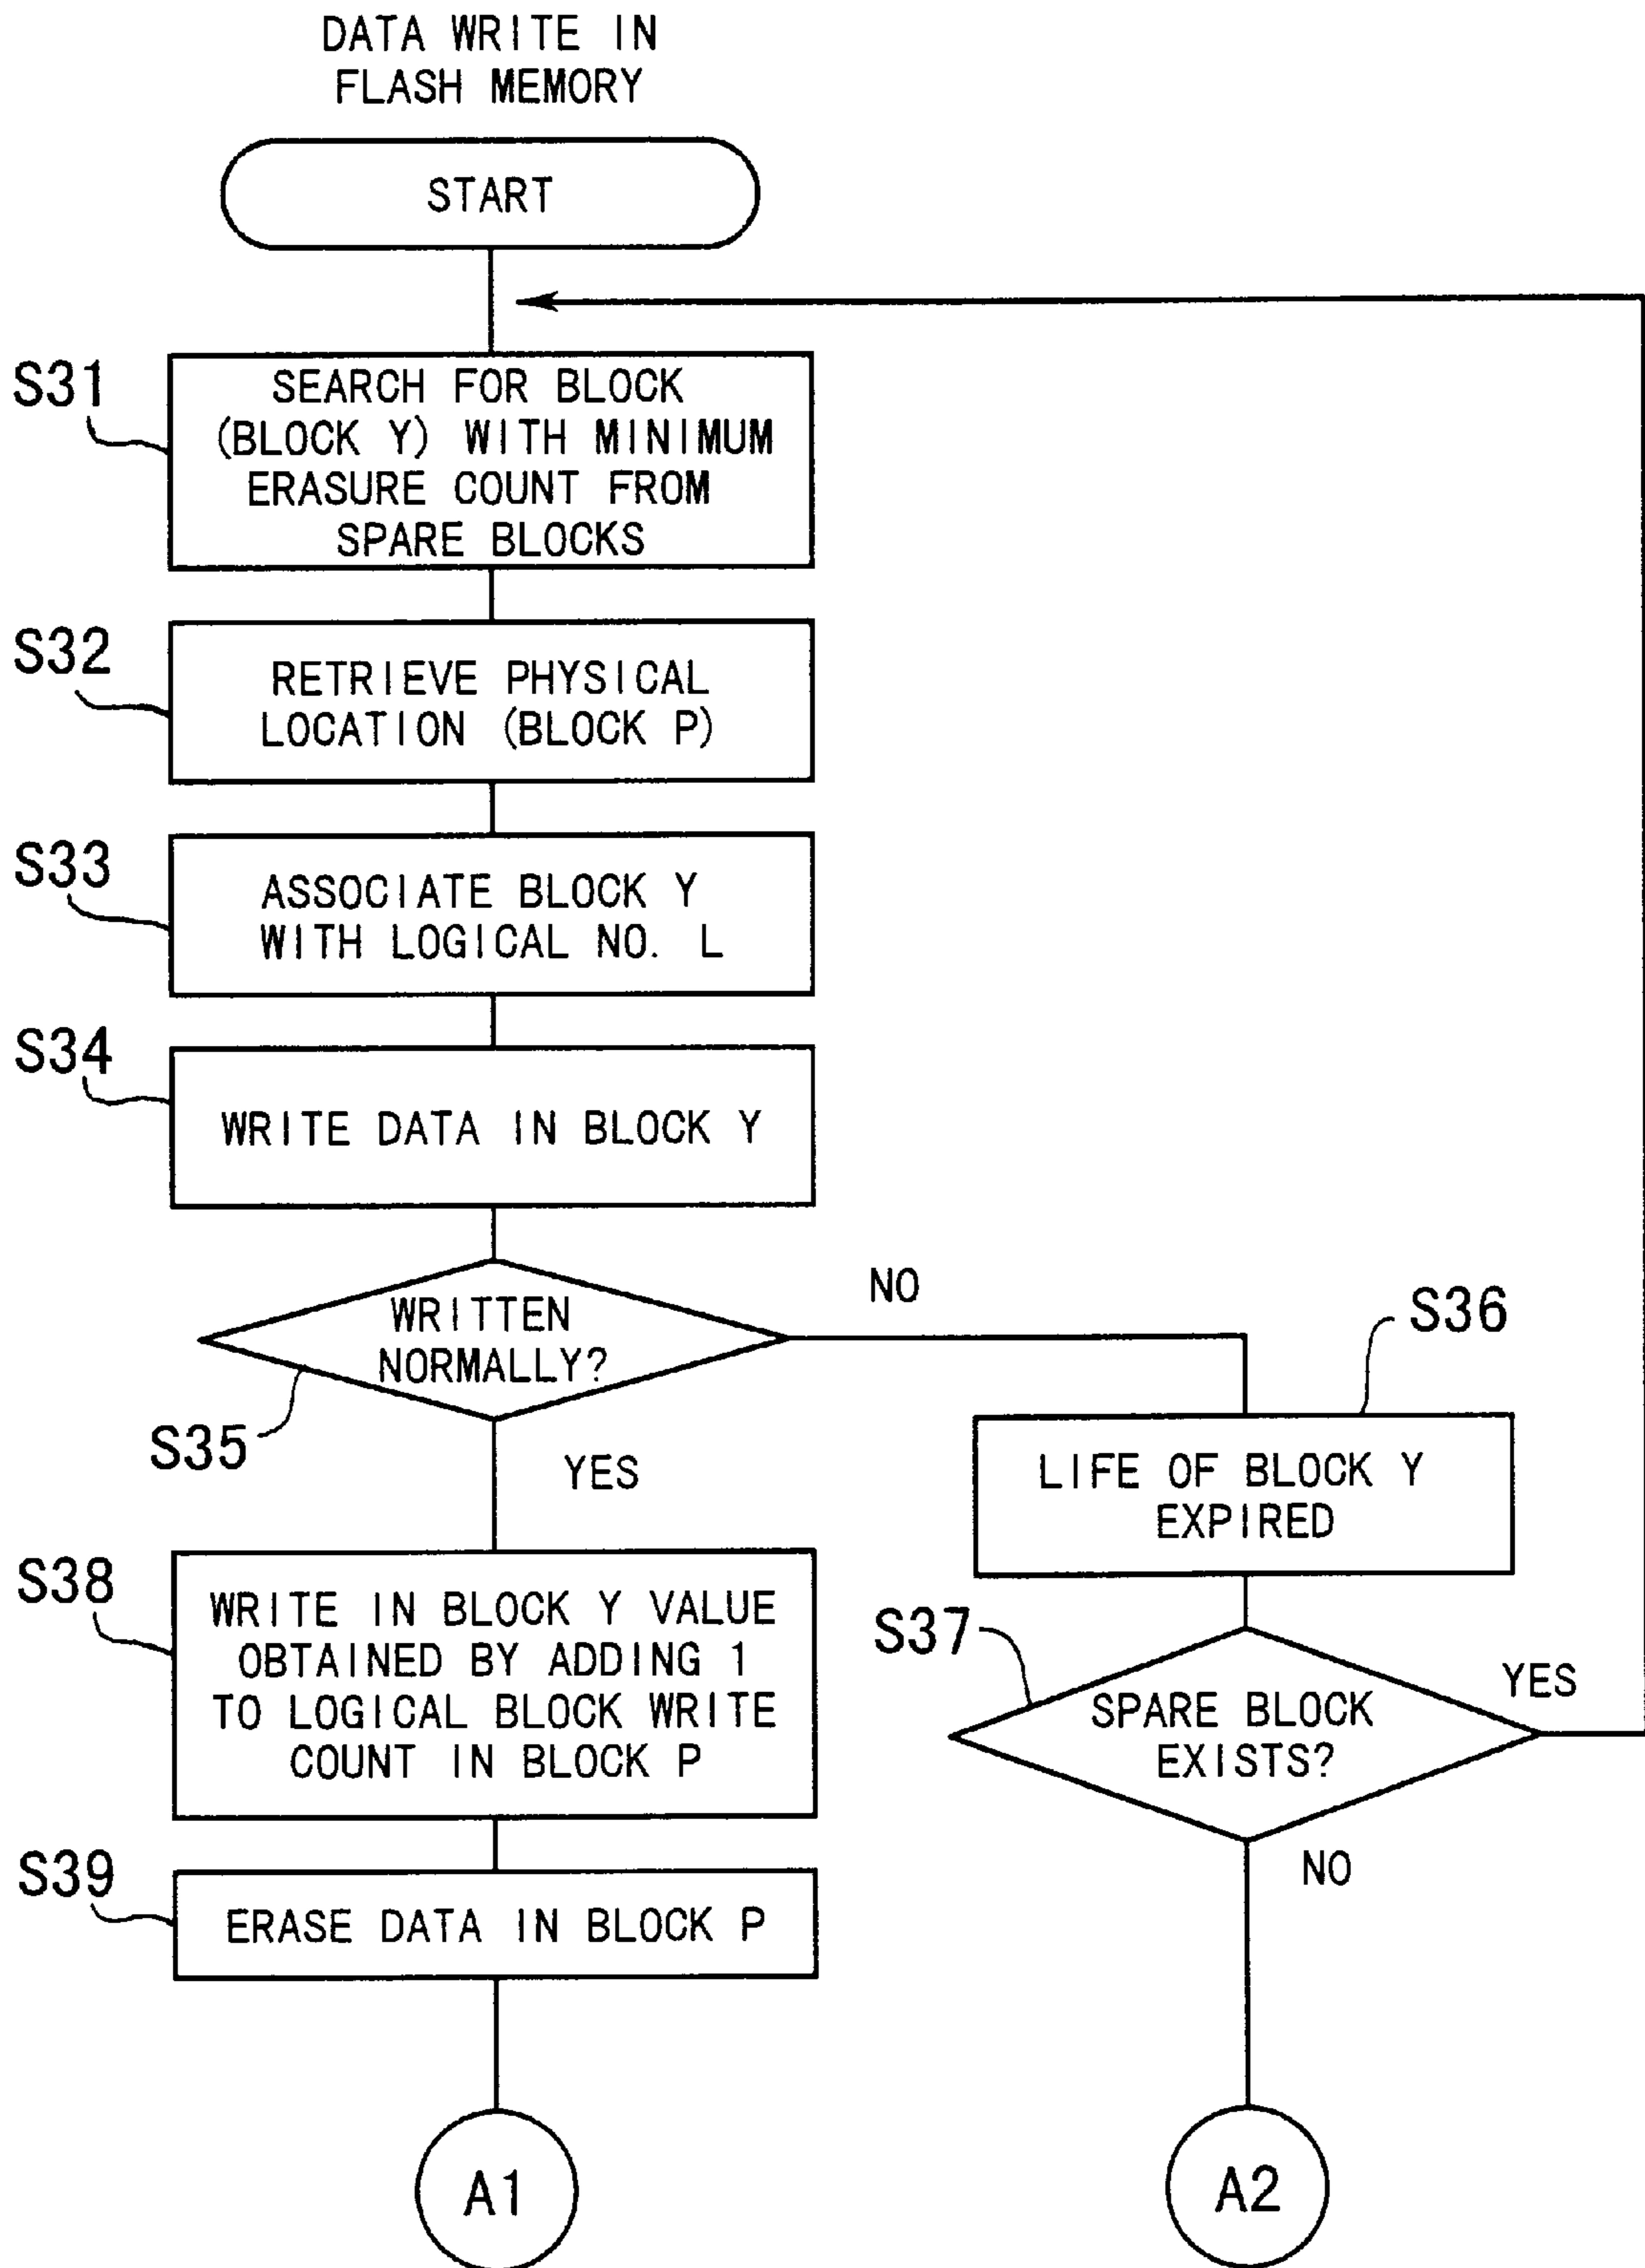 DATA WRITE IN
FLASH MEMORY
START
S31
SEARCH FOR BLOCK
(BLOCK Y) WITH MINIMUM
ERASURE COUNT FROM
SPARE BLOCKS
S32
RETRIEVE PHYSICAL
LOCATION (BLOCK P)
S33
ASSOCIATE BLOCK Y
WITH LOGICAL NO. L
S34
WRITE DATA IN BLOCK Y
WRITTEN
NORMALLY?
NO
S35
YES
S36
LIFE OF BLOCK Y
EXPIRED
S38
WRITE IN BLOCK Y VALUE
OBTAINED BY ADDING 1
TO LOGICAL BLOCK WRITE
COUNT IN BLOCK P
S37
SPARE BLOCK
EXISTS?
YES
NO
S39
ERASE DATA IN BLOCK P
A1
A2